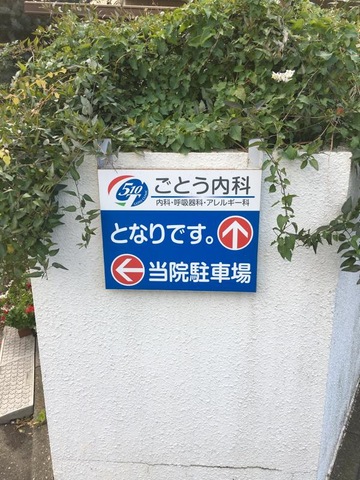 510
ごとう内科
内科・呼吸器科・アレルギー科
となりです。
当院駐車場